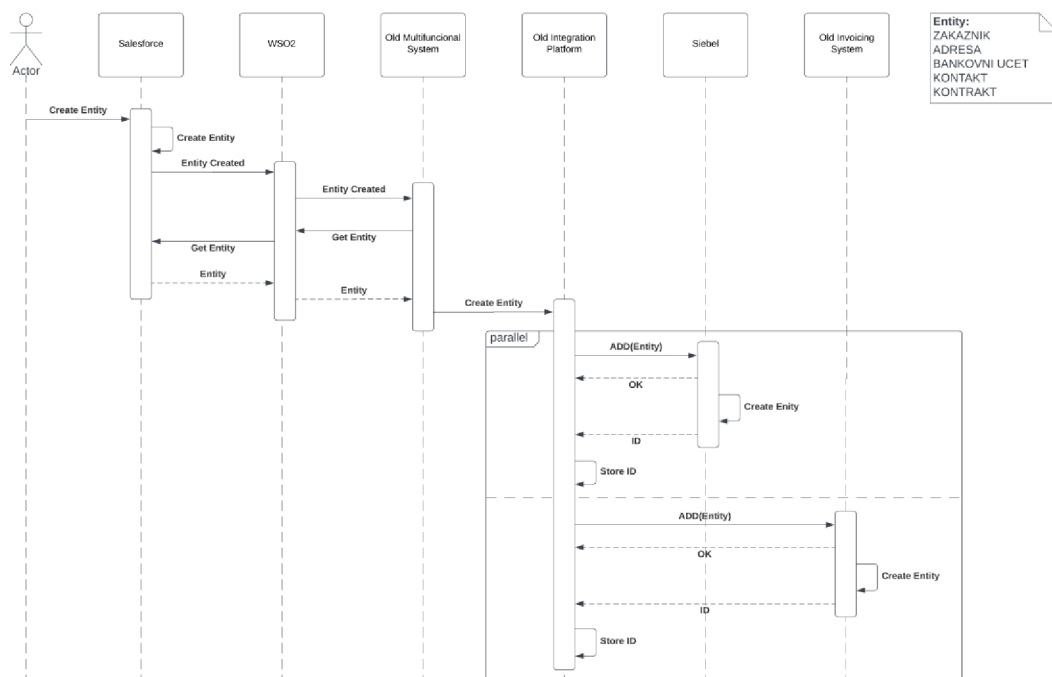 Actor
Salesforce
WSO2
Old Multifuncional
System
Old Integration
Platform
Siebel
Old Invoicing
System
Entity:
ZAKAZNIK
ADRESA
BANKOVNI UCET
KONTAKT
KONTRAKT
Create Entity
Create Entity
Entity Created
Entity Created
Get Entity
Get Entity
Entity
Entity
Create Entity
parallel
ADD(Entity)
OK
Create Enity
ID
Store ID
ADD(Entity)
OK
Create Entity
ID
Store ID